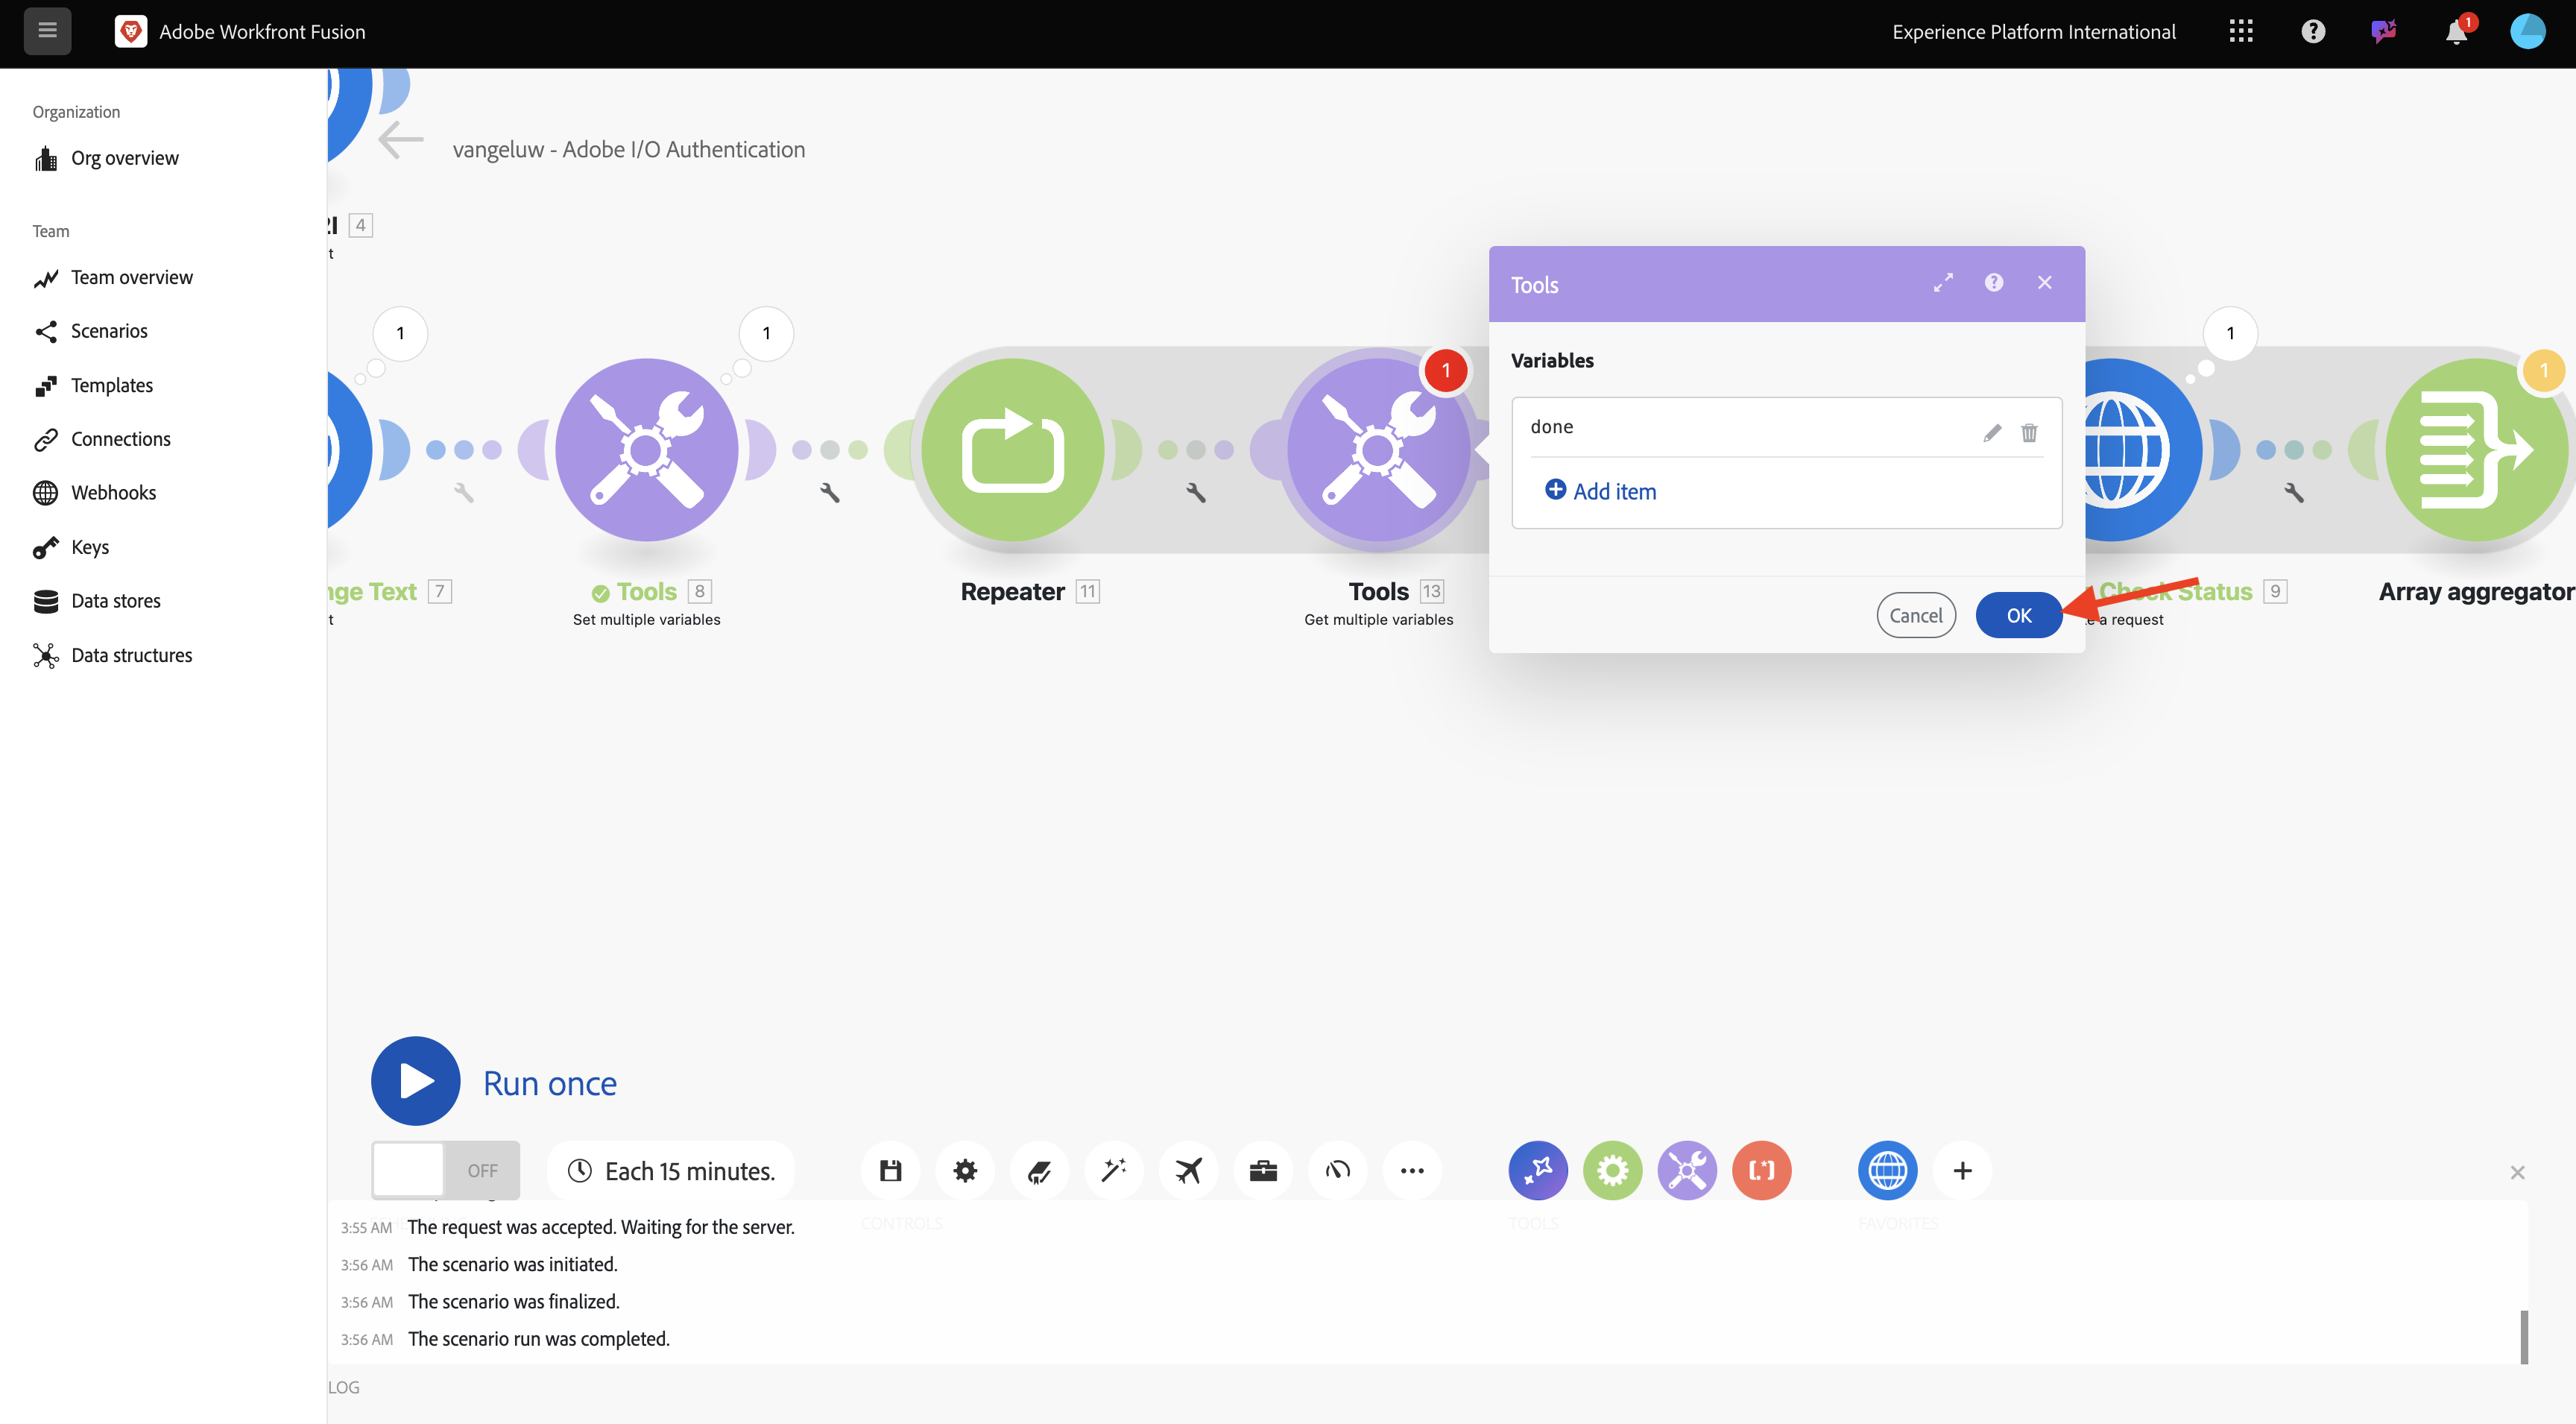 Adobe Workfront Fusion
Experience Platform International
1
Organization
Org overview
Team
Team overview
Scenarios
Templates
Connections
Webhooks
Keys
Data stores
Data structures
vangeluw - Adobe I/O Authentication
4
t
1
1
1
1
1
nge Text 7
t
Tools 8
Set multiple variables
Repeater 11
Tools 13
Get multiple variables
Tools
Variables
done
Add item
Cancel
OK
Check Status 9
e a request
Array aggregator
Run once
OFF
Each 15 minutes.
CONTROLS
TOOLS
FAVORITES
3:55 AM The request was accepted. Waiting for the server.
3:56 AM The scenario was initiated.
3:56 AM The scenario was finalized.
3:56 AM The scenario run was completed.
LOG